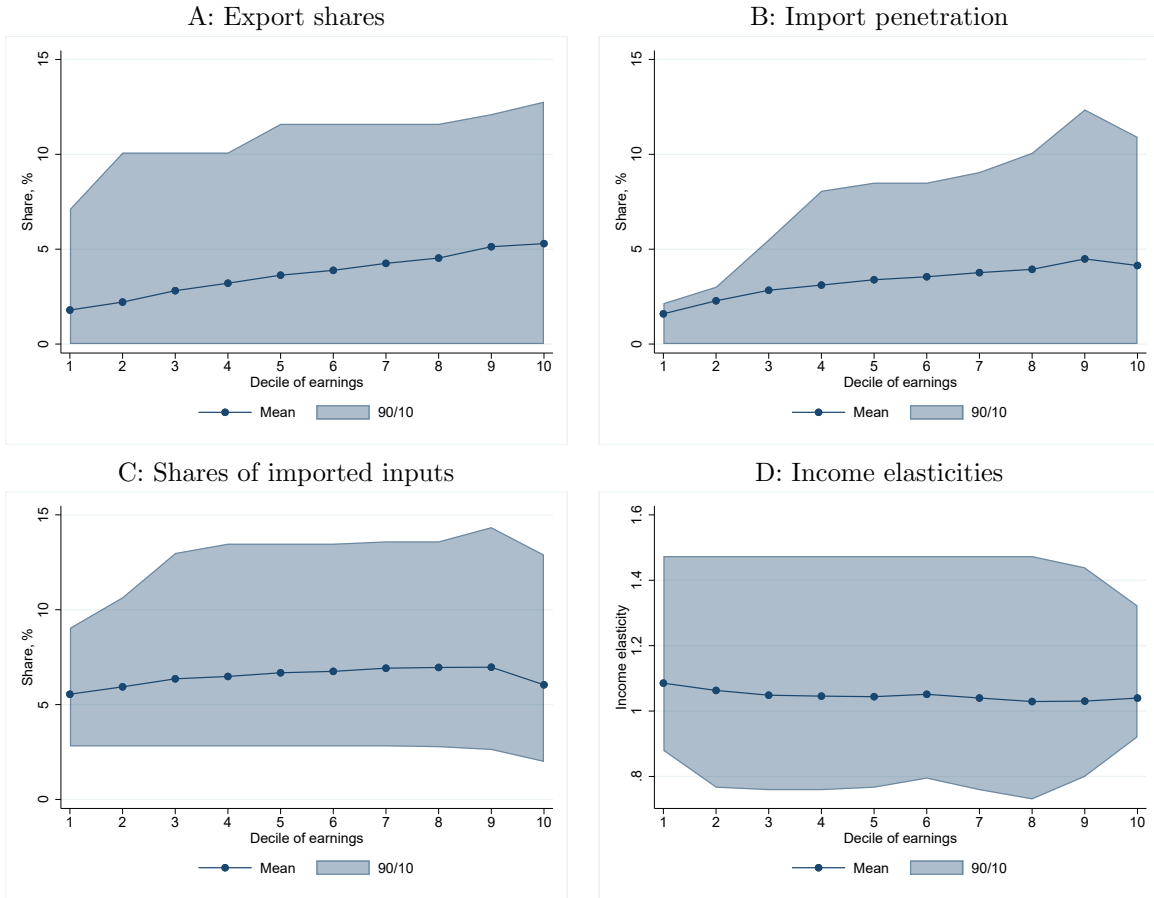 A: Export shares
B: Import penetration
Share, %
15
10
5
0
1 2 3 4 5 6 7 8 9 10
Decile of earnings
Mean 90/10
Share, %
15
10
5
0
1 2 3 4 5 6 7 8 9 10
Decile of earnings
Mean 90/10
C: Shares of imported inputs
D: Income elasticities
Share, %
15
10
5
0
1 2 3 4 5 6 7 8 9 10
Decile of earnings
Mean 90/10
Income elasticity
1.6
1.4
1.2
1
.8
1 2 3 4 5 6 7 8 9 10
Decile of earnings
Mean 90/10